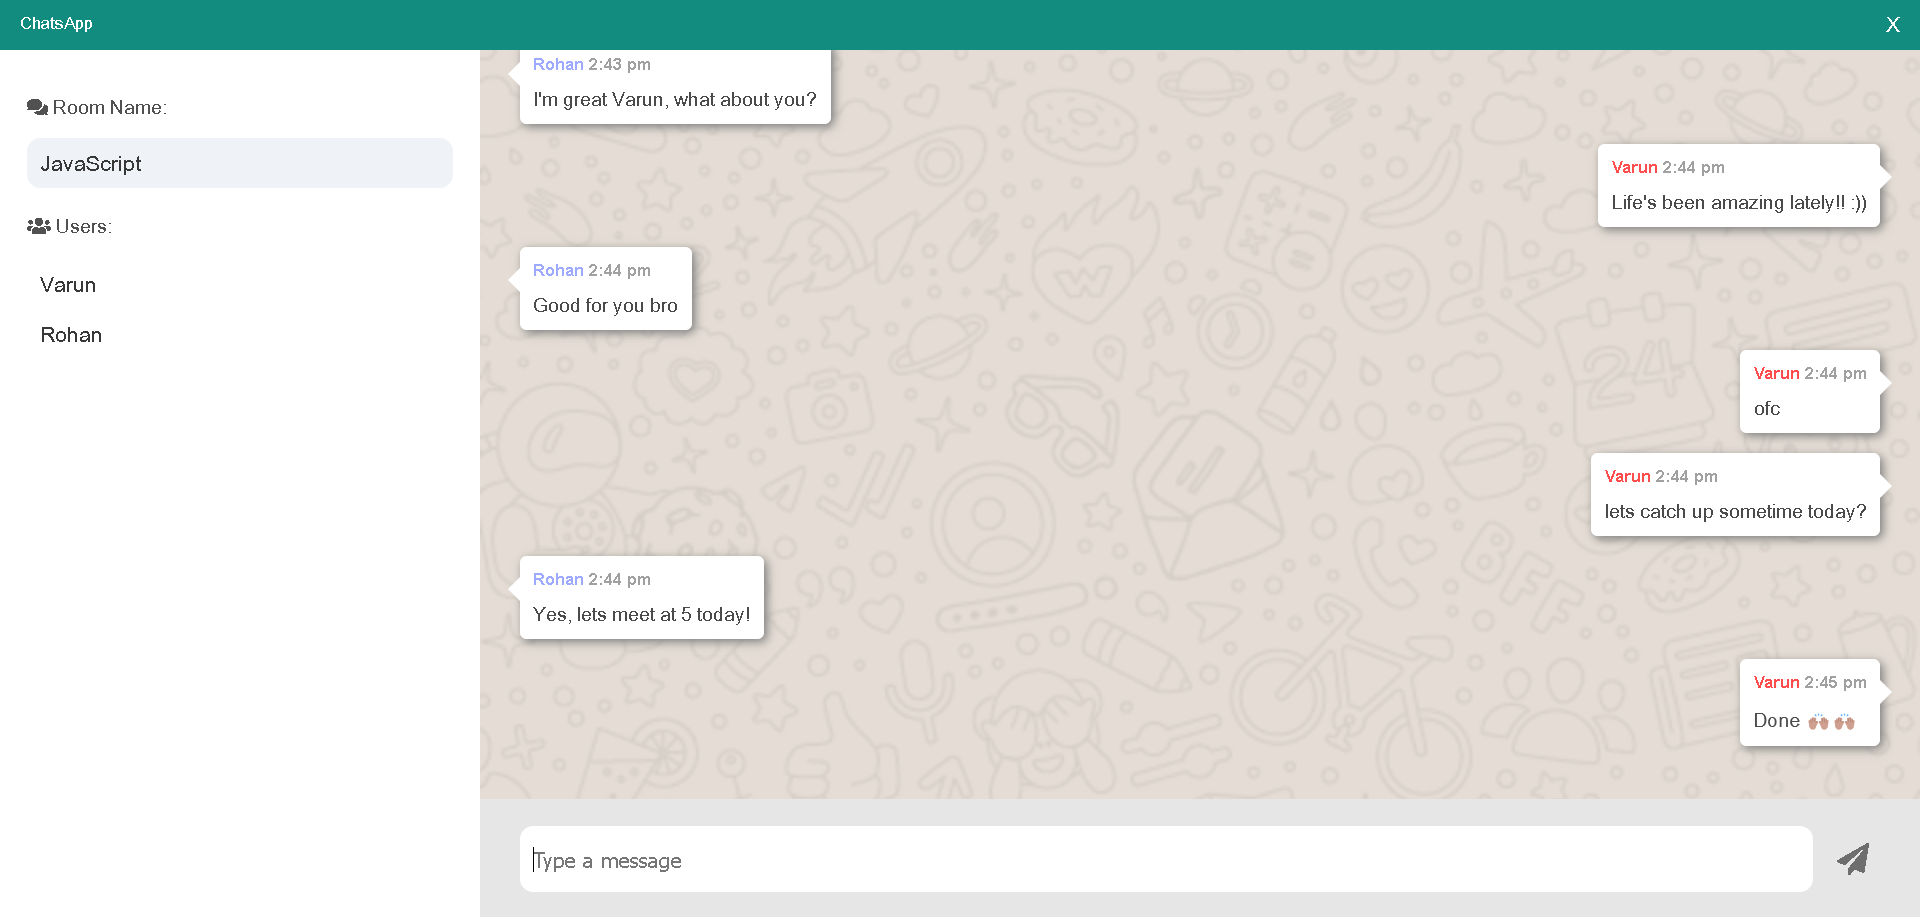 ChatsApp
X
Room Name:
JavaScript
Users:
Varun
Rohan
Rohan 2:43 pm
I'm great Varun, what about you?
Varun 2:44 pm
Life's been amazing lately!! :))
Rohan 2:44 pm
Good for you bro
Varun 2:44 pm
ofc
Varun 2:44 pm
lets catch up sometime today?
Rohan 2:44 pm
Yes, lets meet at 5 today!
Varun 2:45 pm
Done 🙌🏽 🙌🏽
Type a message
24
BFF